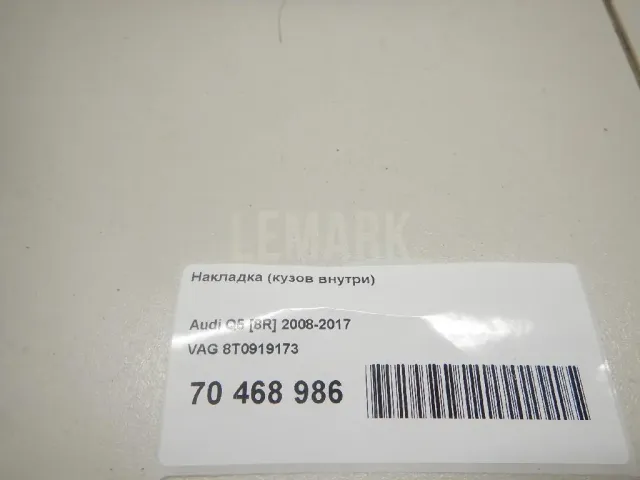 LEMARK
Накладка (кузов внутри)
Audi Q5 [8R] 2008-2017
VAG 8T0919173
70 468 986